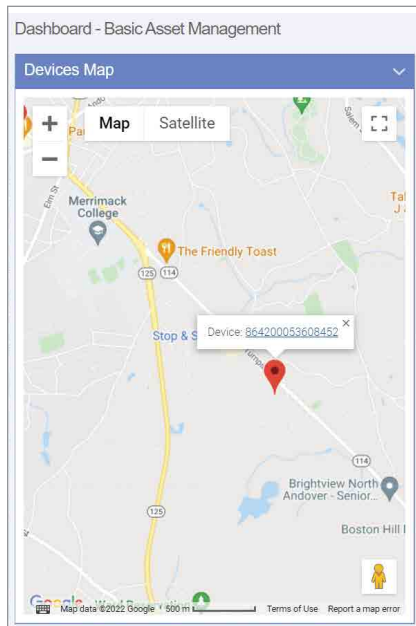 Dashboard - Basic Asset Management
Devices Map
Map
Satellite
Elm St
Salem
Merrimack
College
The Friendly Toast
125
114
Stop & S
Device: 864200053608452
114
Brightview North
Andover - Senior...
125
Boston Hill
Google
Map data ©2022 Google
500 m
Terms of Use
Report a map error